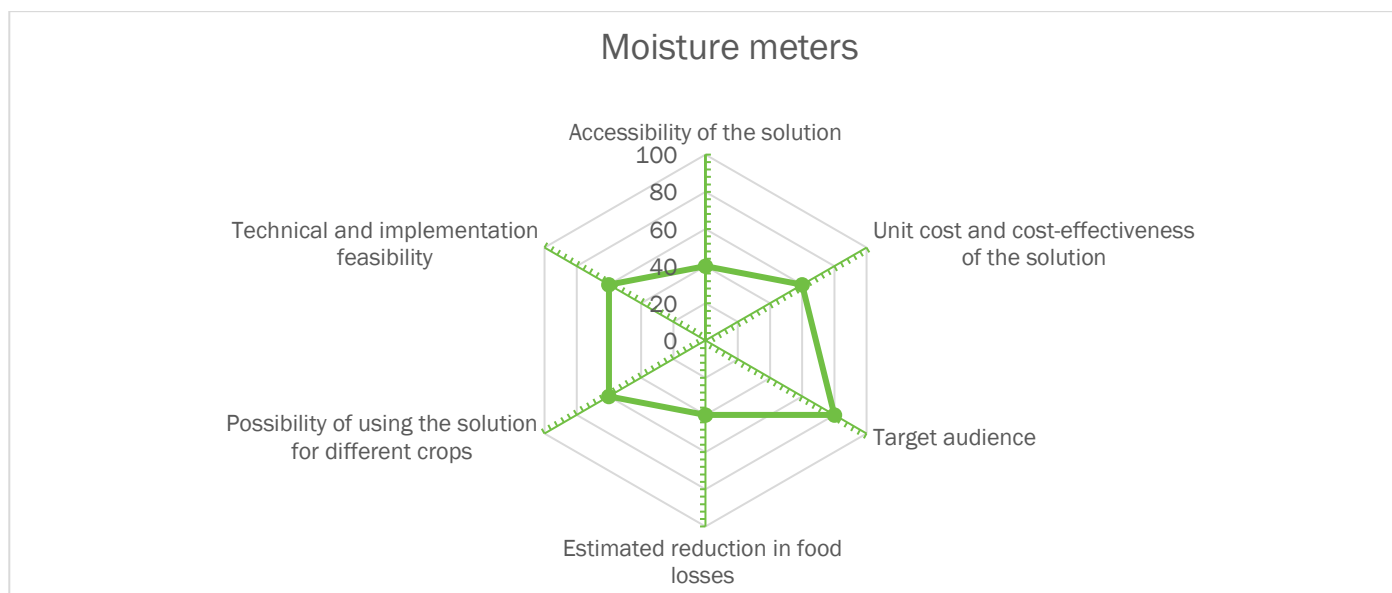 Moisture meters
Accessibility of the solution
100
80
60
40
20
0
Unit cost and cost-effectiveness
of the solution
Target audience
Estimated reduction in food
losses
Possibility of using the solution
for different crops
Technical and implementation
feasibility